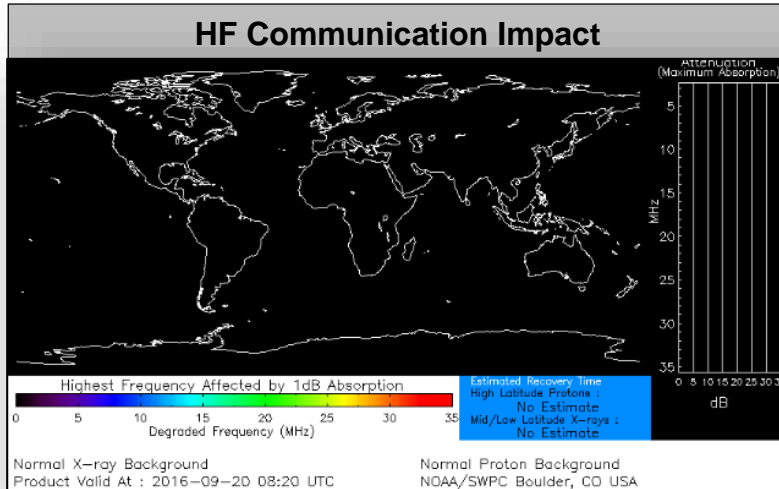 HF Communication Impact
Attenuation
(Maximum Absorption)
5
10
15
20
25
30
35
MHz
0 5 10 15 20 25 30 3
dB
Highest Frequency Affected by 1dB Absorption
0 5 10 15 20 25 30 35
Degraded Frequency (MHz)
Estimated Recovery Time
High Latitude Protons :
No Estimate
Mid/Low Latitude X-rays :
No Estimate
Normal X-ray Background
Product Valid At : 2016-09-20 08:20 UTC
Normal Proton Background
NOAA/SWPC Boulder, CO USA